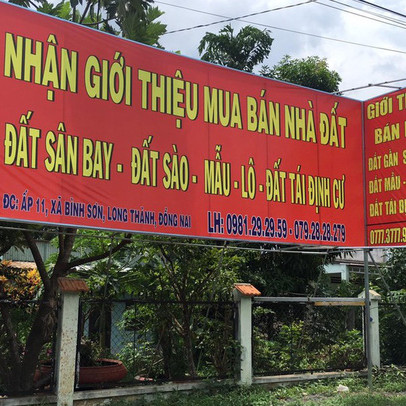 NHẬN GIỚI THIỆU MUA BÁN NHÀ ĐẤT
ĐẤT SÂN BAY - ĐẤT SÀO - MẪU - LÔ - ĐẤT TÁI ĐỊNH CƯ
ĐC: ẤP 11, XÃ BÌNH SƠN, LONG THÀNH, ĐỒNG NAI
LH: 0981.29.29.59 - 079.28.28.279
GIỚI T
BÁN
ĐẤT GẦN S
ĐẤT MẪU -
ĐẤT TÁI ĐỊ
0777.3777.9